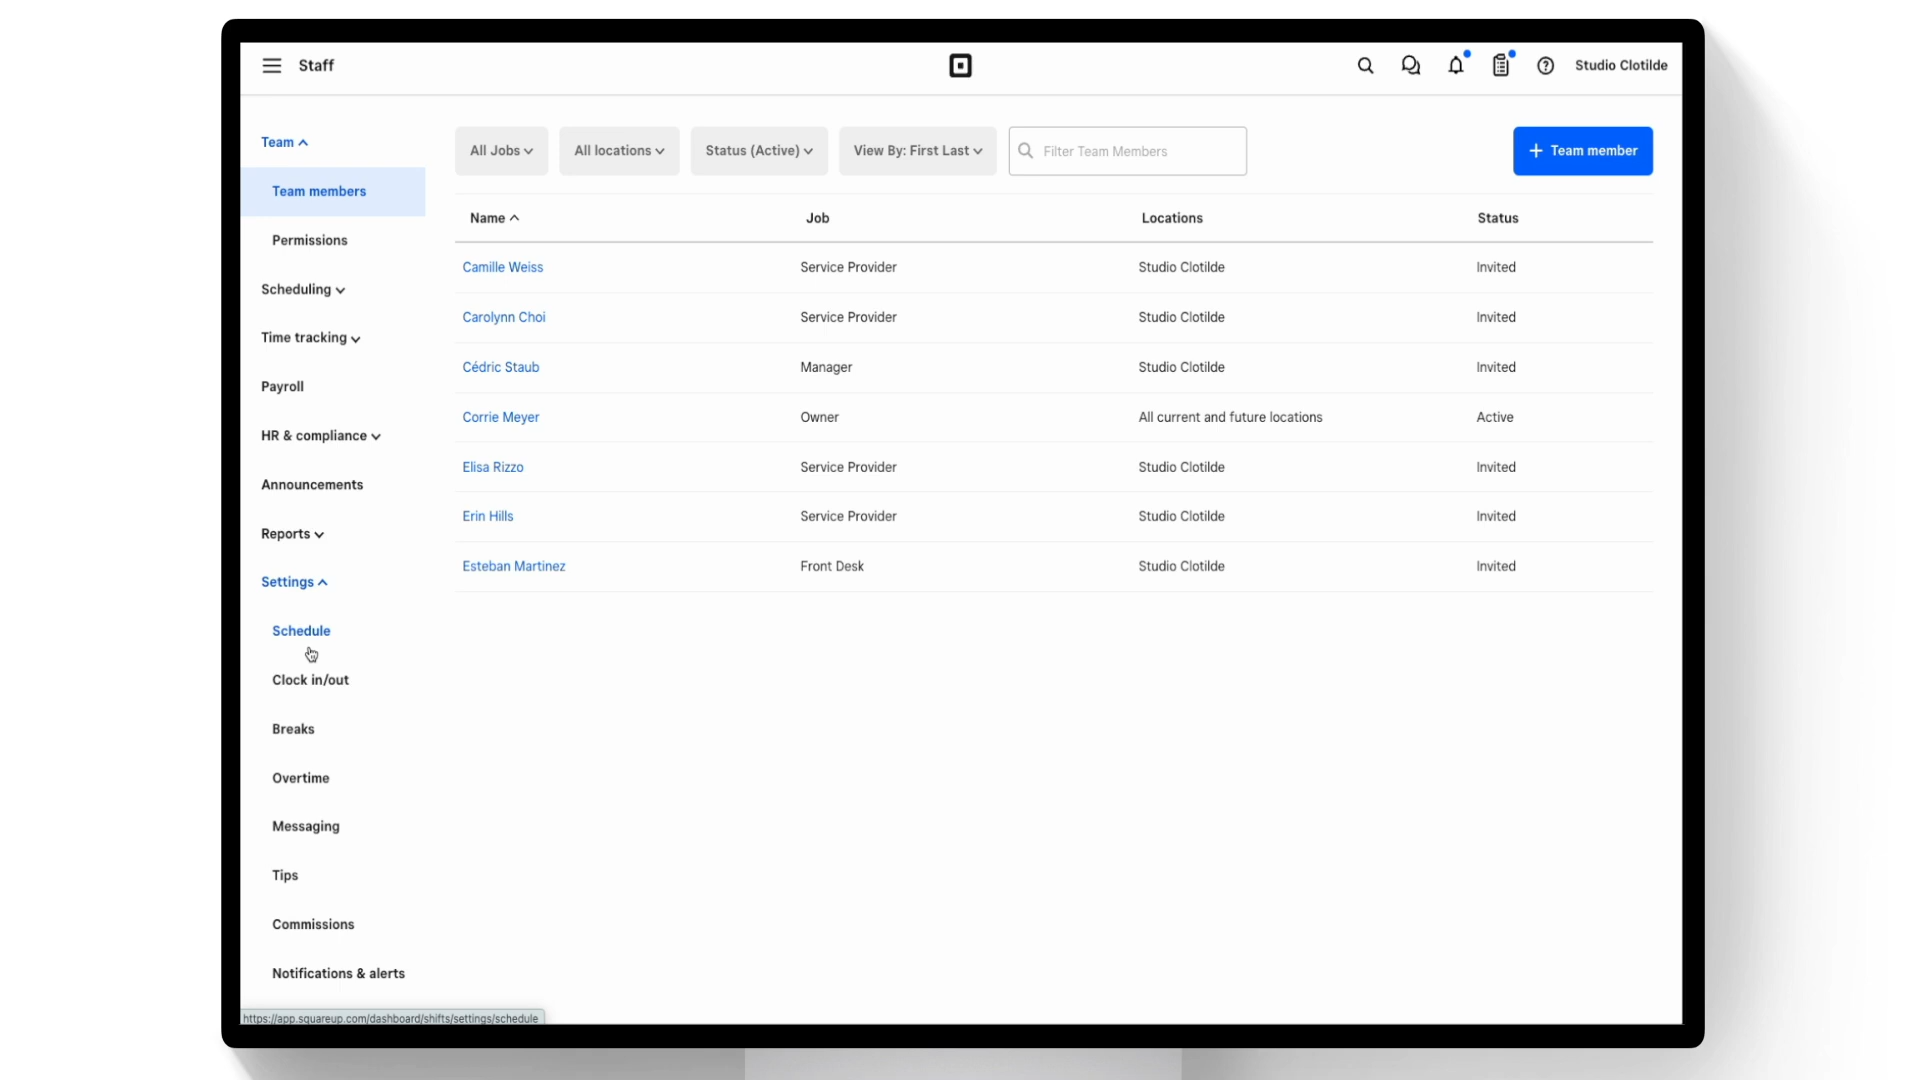 Staff
Studio Clotilde
Team
Team members
Permissions
Scheduling
Time tracking
Payroll
HR & compliance
Announcements
Reports
Settings
Schedule
Clock in/out
Breaks
Overtime
Messaging
Tips
Commissions
Notifications & alerts
All Jobs
All locations
Status (Active)
View By: First Last
Filter Team Members
+ Team member
Name Job Locations Status
Camille Weiss Service Provider Studio Clotilde Invited
Carolynn Choi Service Provider Studio Clotilde Invited
Cédric Staub Manager Studio Clotilde Invited
Corrie Meyer Owner All current and future locations Active
Elisa Rizzo Service Provider Studio Clotilde Invited
Erin Hills Service Provider Studio Clotilde Invited
Esteban Martinez Front Desk Studio Clotilde Invited
https://app.squareup.com/dashboard/shifts/settings/schedule